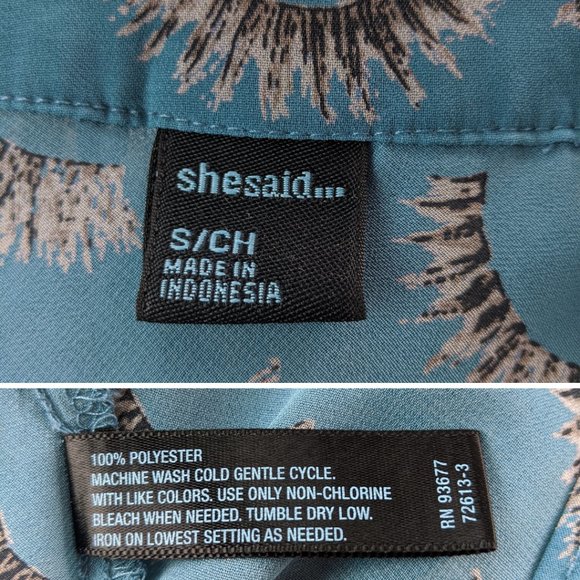 shesaid...
S/CH
MADE IN
INDONESIA
100% POLYESTER
MACHINE WASH COLD GENTLE CYCLE.
WITH LIKE COLORS. USE ONLY NON-CHLORINE
BLEACH WHEN NEEDED. TUMBLE DRY LOW.
IRON ON LOWEST SETTING AS NEEDED.
RN 93677
72613-3